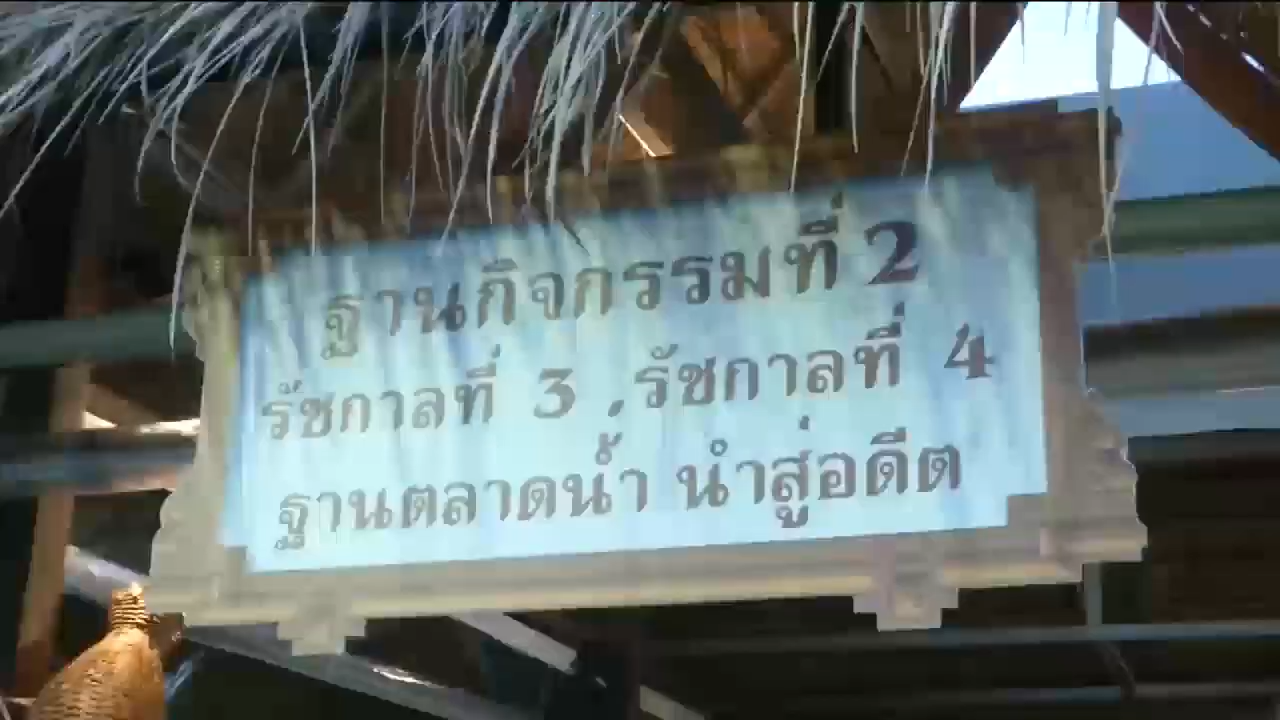 ฐานกิจกรรมที่ 2
รัชกาลที่ 3 , รัชกาลที่ 4
ฐานตลาดน้ำ นำสู่อดีต